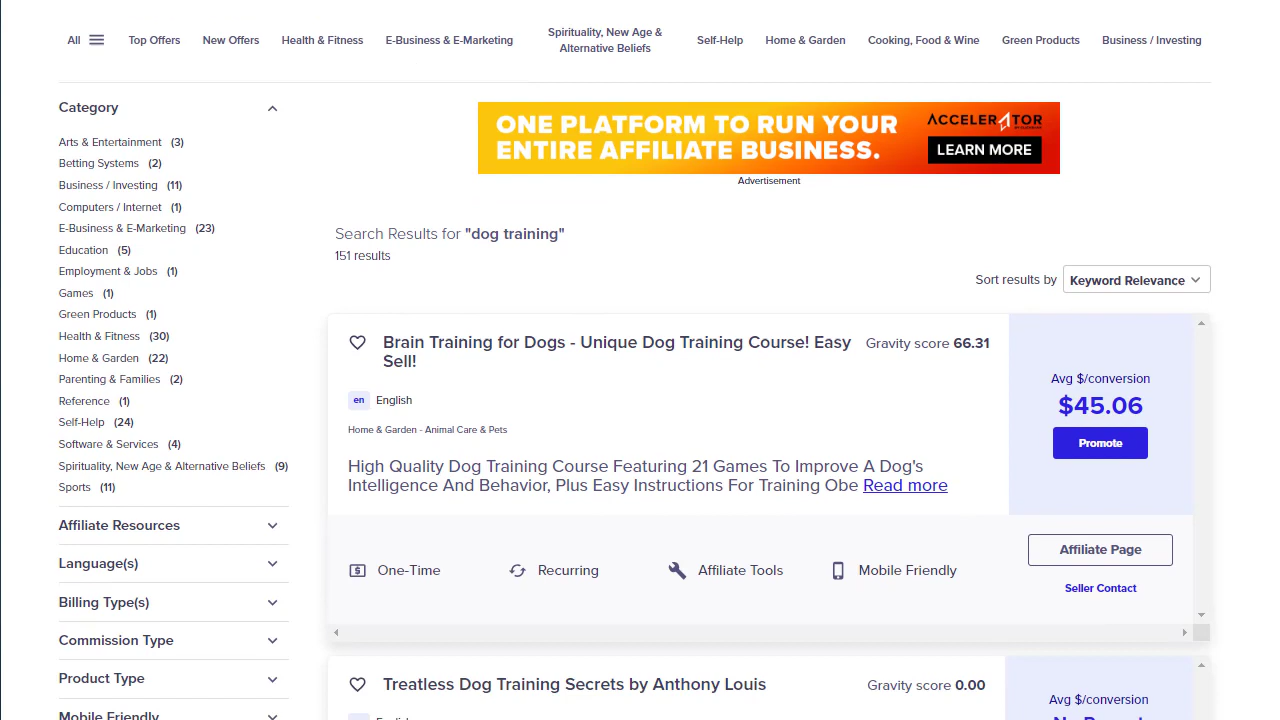 All
Top Offers
New Offers
Health & Fitness
E-Business & E-Marketing
Spirituality, New Age &
Alternative Beliefs
Self-Help
Home & Garden
Cooking, Food & Wine
Green Products
Business / Investing
Category
Arts & Entertainment (3)
Betting Systems (2)
Business / Investing (11)
Computers / Internet (1)
E-Business & E-Marketing (23)
Education (5)
Employment & Jobs (1)
Games (1)
Green Products (1)
Health & Fitness (30)
Home & Garden (22)
Parenting & Families (2)
Reference (1)
Self-Help (24)
Software & Services (4)
Spirituality, New Age & Alternative Beliefs (9)
Sports (11)
Affiliate Resources
Language(s)
Billing Type(s)
Commission Type
Product Type
Mobile Friendly
ONE PLATFORM TO RUN YOUR
ENTIRE AFFILIATE BUSINESS.
ACCELERATOR
LEARN MORE
Advertisement
Search Results for "dog training"
151 results
Sort results by Keyword Relevance
Brain Training for Dogs - Unique Dog Training Course! Easy
Sell!
Gravity score 66.31
en English
Home & Garden - Animal Care & Pets
High Quality Dog Training Course Featuring 21 Games To Improve A Dog's
Intelligence And Behavior, Plus Easy Instructions For Training Obe Read more
Avg $/conversion
$45.06
Promote
One-Time
Recurring
Affiliate Tools
Mobile Friendly
Affiliate Page
Seller Contact
Treatless Dog Training Secrets by Anthony Louis
Gravity score 0.00
Avg $/conversion